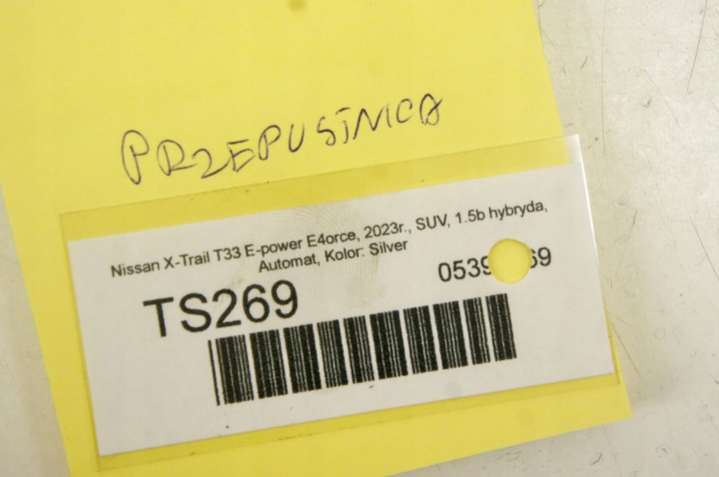 PRZEPUSTNICA
Nissan X-Trail T33 E-power E4orce, 2023r., SUV, 1.5b hybryda,
Automat, Kolor: Silver
TS269